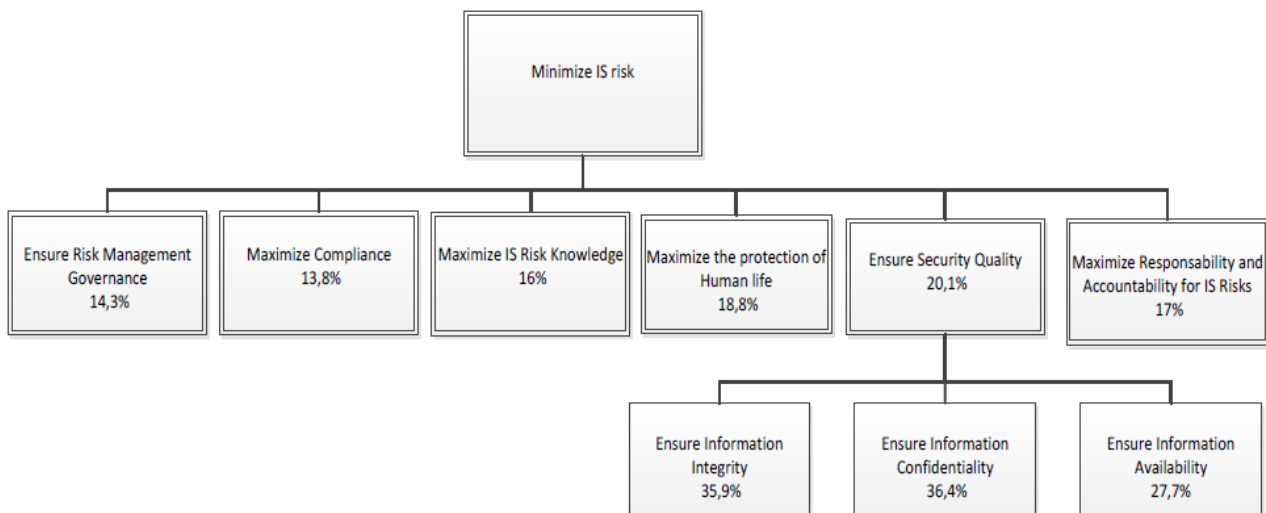 Minimize IS risk
Ensure Risk Management
Governance
14,3%
Maximize Compliance
13,8%
Maximize IS Risk Knowledge
16%
Maximize the protection of
Human life
18,8%
Ensure Security Quality
20,1%
Maximize Responsability and
Accountability for IS Risks
17%
Ensure Information
Integrity
35,9%
Ensure Information
Confidentiality
36,4%
Ensure Information
Availability
27,7%